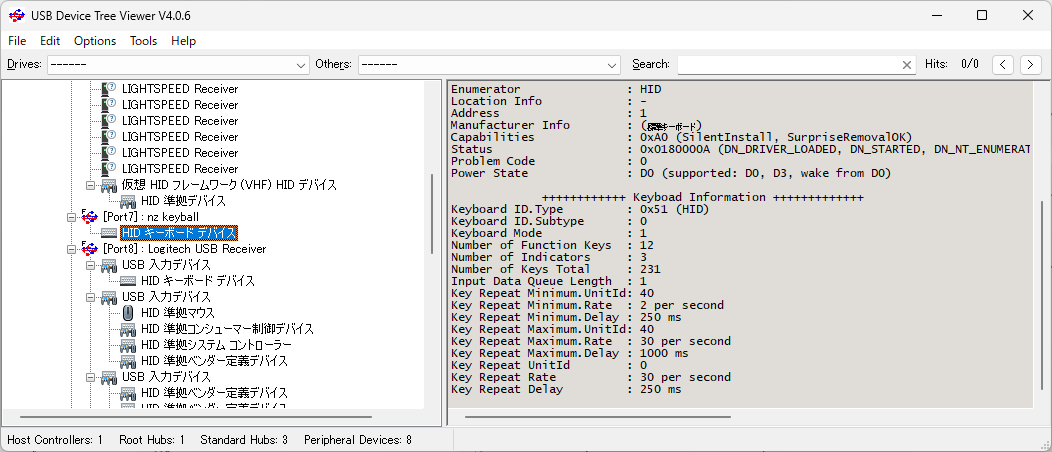 USB Device Tree Viewer V4.0.6
File Edit Options Tools Help
Drives: ------ Others: ------ Search: Hits: 0/0
LIGHTSPEED Receiver
LIGHTSPEED Receiver
LIGHTSPEED Receiver
LIGHTSPEED Receiver
LIGHTSPEED Receiver
LIGHTSPEED Receiver
仮想 HID フレームワーク (VHF) HID デバイス
HID 準拠デバイス
[Port7] : nz keyball
HID キーボード デバイス
[Port8] : Logitech USB Receiver
USB 入力デバイス
HID キーボード デバイス
USB 入力デバイス
HID 準拠マウス
HID 準拠コンシューマー制御デバイス
HID 準拠システム コントローラー
HID 準拠ベンダー定義デバイス
USB 入力デバイス
HID 準拠ベンダー定義デバイス
HID 準拠ベンダー定義デバイス
Enumerator : HID
Location Info : -
Address : 1
Manufacturer Info : (キーボード)
Capabilities : 0xA0 (SilentInstall, SurpriseRemovalOK)
Status : 0x0180000A (DN_DRIVER_LOADED, DN_STARTED, DN_NT_ENUMERAT
Problem Code : 0
Power State : D0 (supported: D0, D3, wake from D0)
++++++++++++ Keyboad Information +++++++++++++
Keyboard ID.Type : 0x51 (HID)
Keyboard ID.Subtype : 0
Keyboard Mode : 1
Number of Function Keys : 12
Number of Indicators : 3
Number of Keys Total : 231
Input Data Queue Length : 1
Key Repeat Minimum.UnitId: 40
Key Repeat Minimum.Rate : 2 per second
Key Repeat Minimum.Delay : 250 ms
Key Repeat Maximum.UnitId: 40
Key Repeat Maximum.Rate : 30 per second
Key Repeat Maximum.Delay : 1000 ms
Key Repeat UnitId : 0
Key Repeat Rate : 30 per second
Key Repeat Delay : 250 ms
Host Controllers: 1 Root Hubs: 1 Standard Hubs: 3 Peripheral Devices: 8